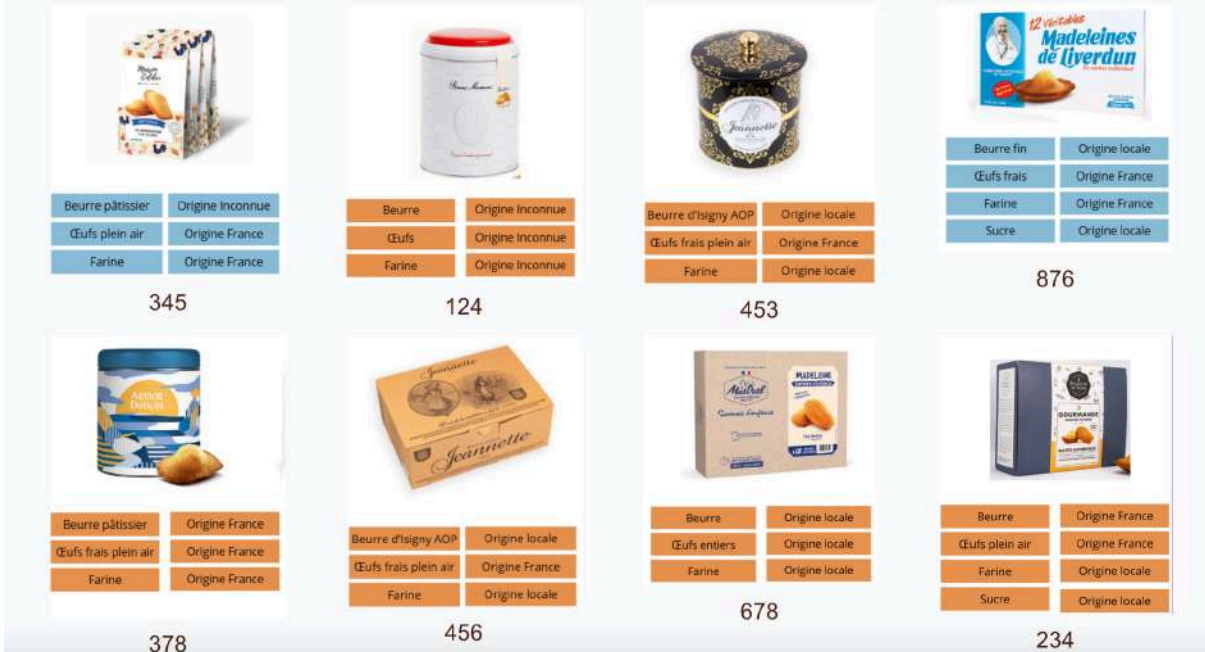 12 Véritables
Madeleines
de Liverdun
Bonne Maman
Jeannette
Beurre fin Origine locale
Œufs frais Origine France
Farine Origine France
Sucre Origine locale
Beurre pâtissier Origine Inconnue
Œufs plein air Origine France
Farine Origine France
Beurre Origine Inconnue
Œufs Origine Inconnue
Farine Origine Inconnue
Beurre d'Isigny AOP Origine locale
Œufs frais plein air Origine France
Farine Origine locale
345
124
453
876
Armor
Délices
Jeannette
Jeannette
Mistral
Saveurs d'enfance
MADELEINE
GOURMANDE
Beurre pâtissier Origine France
Œufs frais plein air Origine France
Farine Origine France
Beurre d'Isigny AOP Origine locale
Œufs frais plein air Origine France
Farine Origine locale
Beurre Origine locale
Œufs entiers Origine locale
Farine Origine locale
Beurre Origine France
Œufs plein air Origine France
Farine Origine locale
Sucre Origine locale
378
456
678
234